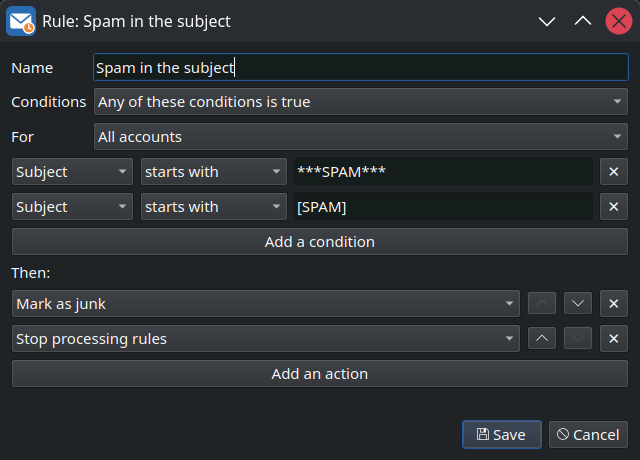 Rule: Spam in the subject
Name Spam in the subject
Conditions Any of these conditions is true
For All accounts
Subject starts with ***SPAM***
Subject starts with [SPAM]
Add a condition
Then:
Mark as junk
Stop processing rules
Add an action
Save Cancel